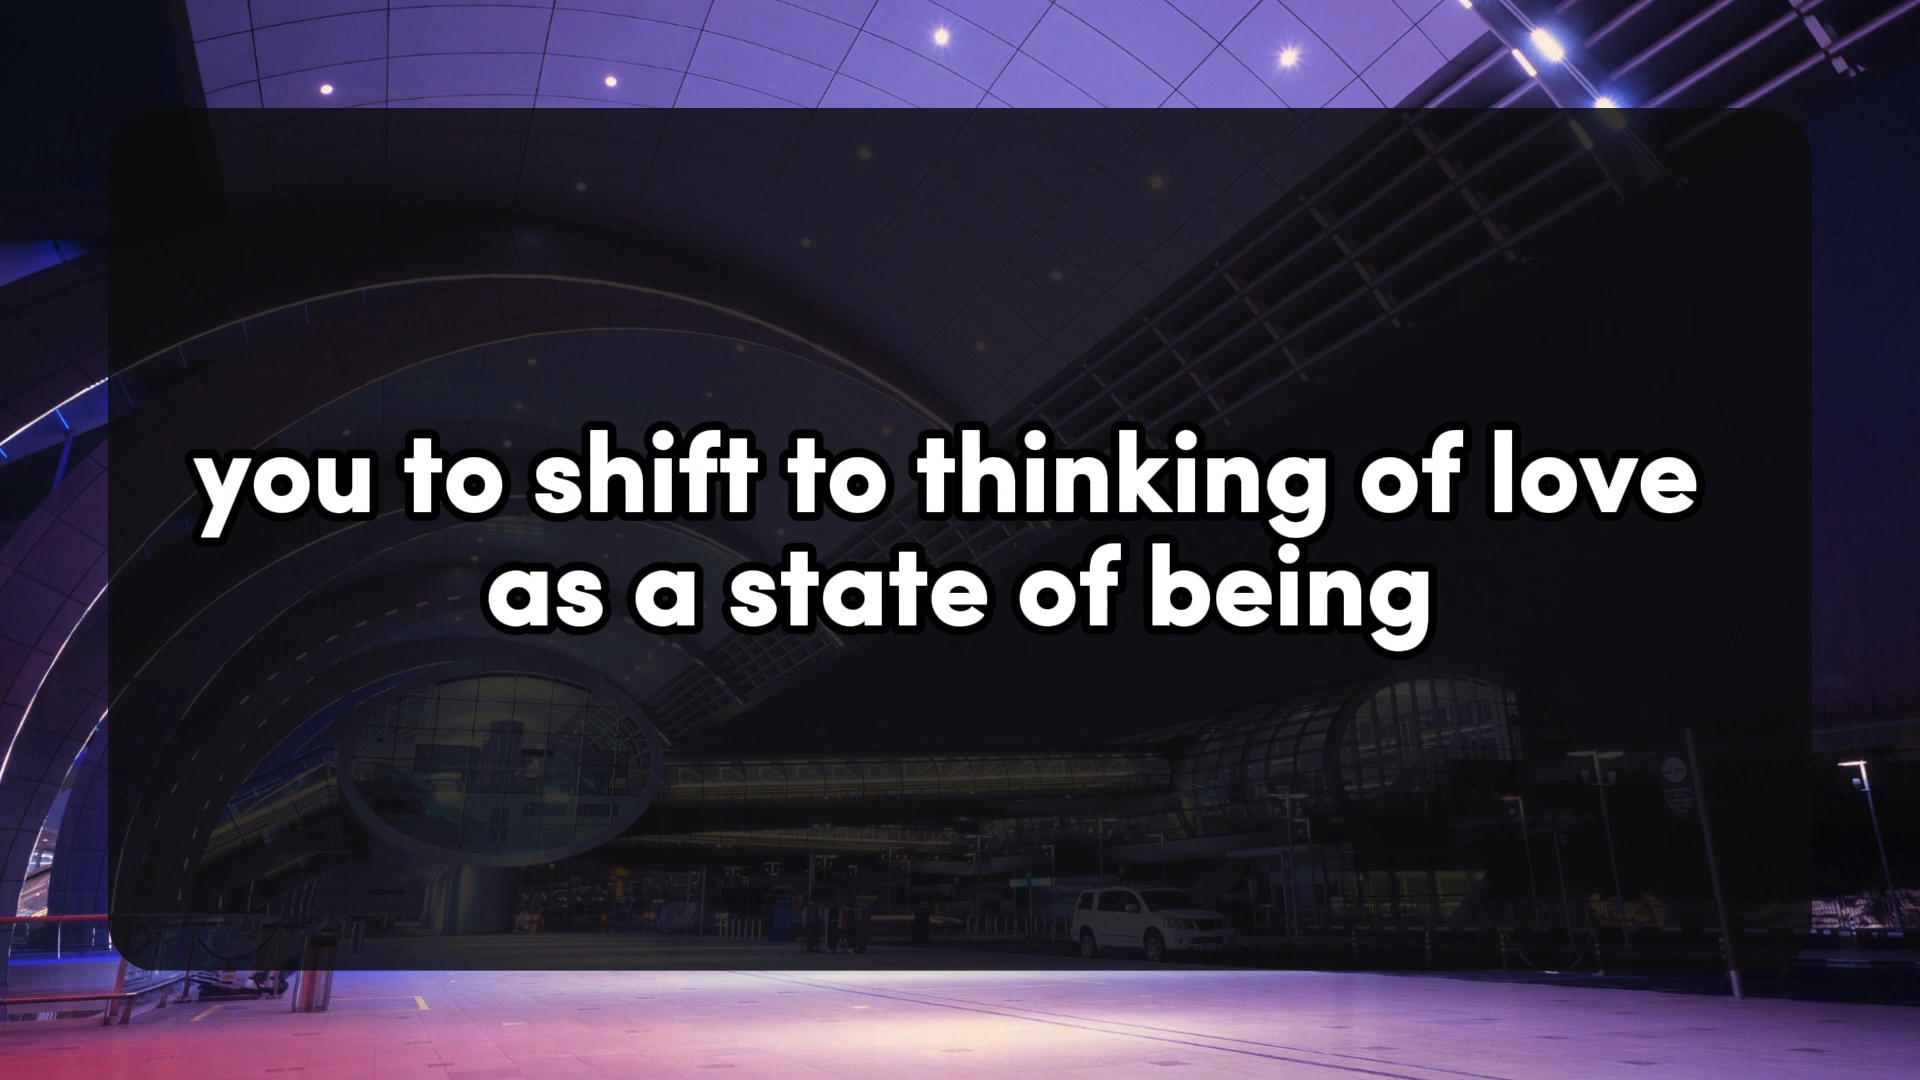 you to shift to thinking of love
as a state of being